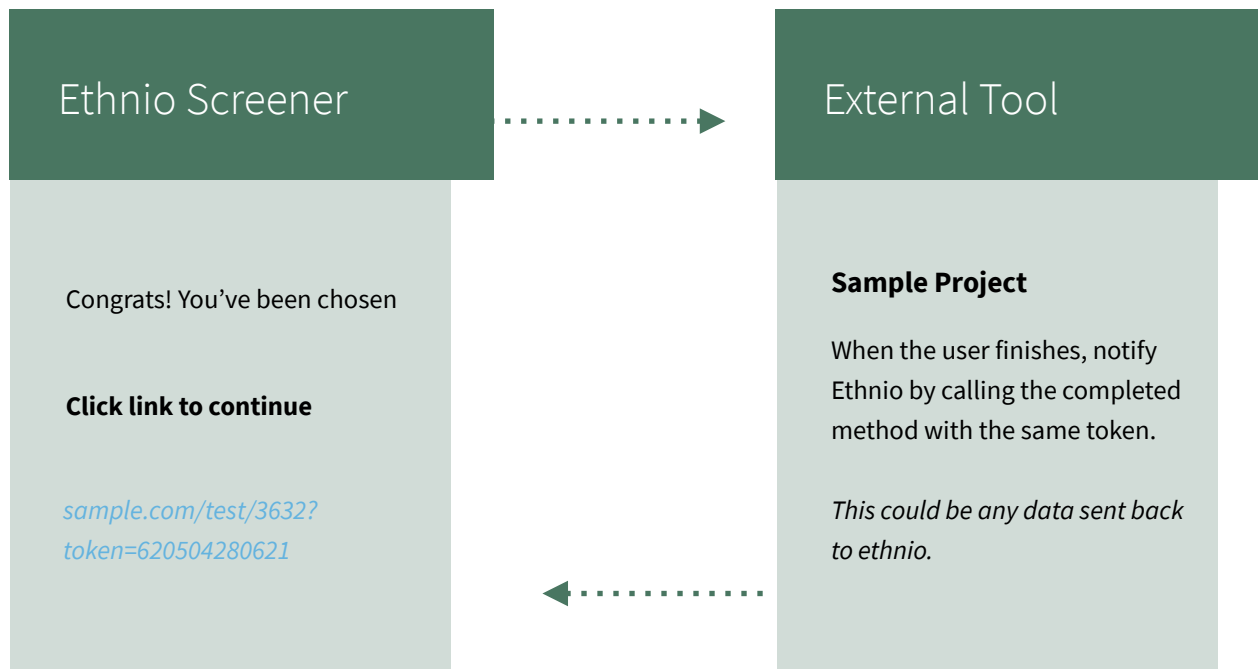 Ethnio Screener
Congrats! You’ve been chosen
Click link to continue
sample.com/test/3632?
token=620504280621
External Tool
Sample Project
When the user finishes, notify
Ethnio by calling the completed
method with the same token.
This could be any data sent back
to ethnio.